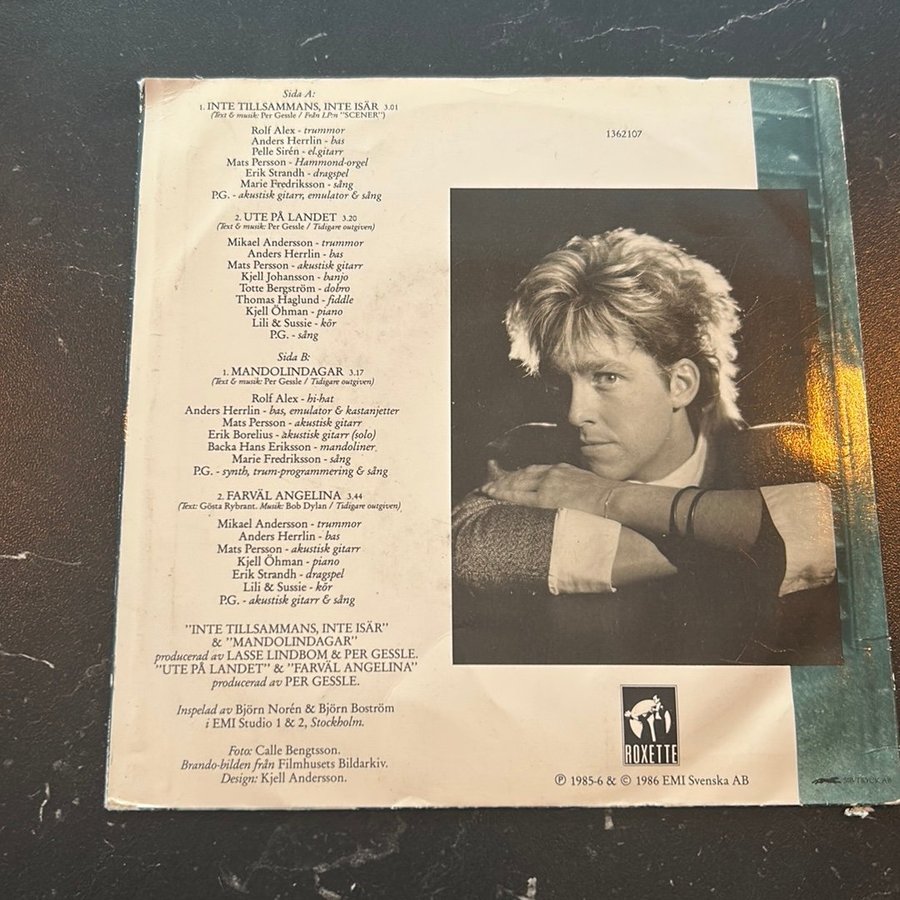 Sida A:
1. INTE TILLSAMMANS, INTE ISÄR 3.01
(Text & musik: Per Gessle / Från LP:n "SCENER")
Rolf Alex - trummor
Anders Herrlin - bas
Pelle Sirén - el.gitarr
Mats Persson - Hammond-orgel
Erik Strandh - dragspel
Marie Fredriksson - sång
P.G. - akustisk gitarr, emulator & sång
2. UTE PÅ LANDET 3.20
(Text & musik: Per Gessle / Tidigare outgiven)
Mikael Andersson - trummor
Anders Herrlin - bas
Mats Persson - akustisk gitarr
Kjell Johansson - banjo
Totte Bergström - dobro
Thomas Haglund - fiddle
Kjell Öhman - piano
Lili & Sussie - kör
P.G. - sång
Sida B:
1. MANDOLINDAGAR 3.17
(Text & musik: Per Gessle / Tidigare outgiven)
Rolf Alex - hi-hat
Anders Herrlin - bas, emulator & kastanjetter
Mats Persson - akustisk gitarr
Erik Borelius - akustisk gitarr (solo)
Backa Hans Eriksson - mandoliner
Marie Fredriksson - sång
P.G. - synth, trum-programmering & sång
2. FARVÄL ANGELINA 3.44
(Text: Gösta Rybrant. Musik: Bob Dylan / Tidigare outgiven)
Mikael Andersson - trummor
Anders Herrlin - bas
Mats Persson - akustisk gitarr
Kjell Öhman - piano
Erik Strandh - dragspel
Lili & Sussie - kör
P.G. - akustisk gitarr & sång
"INTE TILLSAMMANS, INTE ISÄR"
& "MANDOLINDAGAR"
producerad av LASSE LINDBOM & PER GESSLE.
"UTE PÅ LANDET" & "FARVÄL ANGELINA"
producerad av PER GESSLE.
Inspelad av Björn Norén & Björn Boström
i EMI Studio 1 & 2, Stockholm.
Foto: Calle Bengtsson.
Brando-bilden från Filmhusets Bildarkiv.
Design: Kjell Andersson.
1362107
ROXETTE
℗ 1985-6 & © 1986 EMI Svenska AB